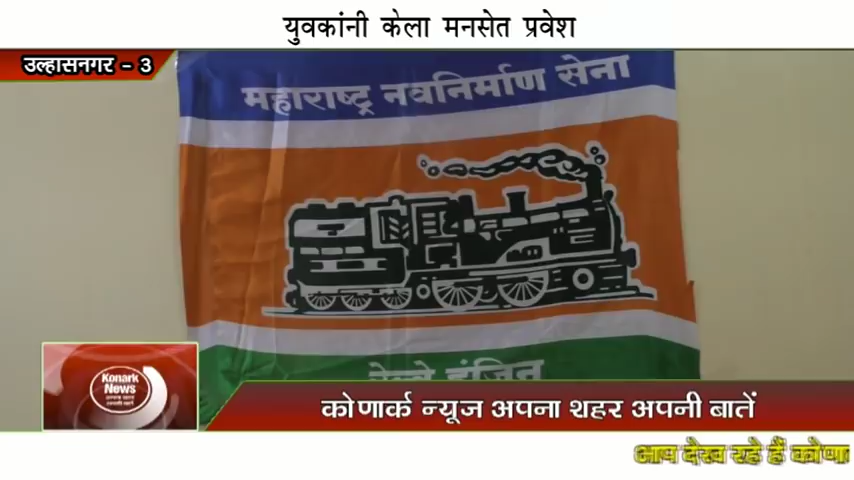 युवकांनी केला मनसेत प्रवेश
उल्हासनगर - 3
महाराष्ट्र नवनिर्माण सेना
रेल्वे इंजिन
Konark
News
कोणार्क न्यूज अपना शहर अपनी बातें
आप देख रहे हैं कोणा